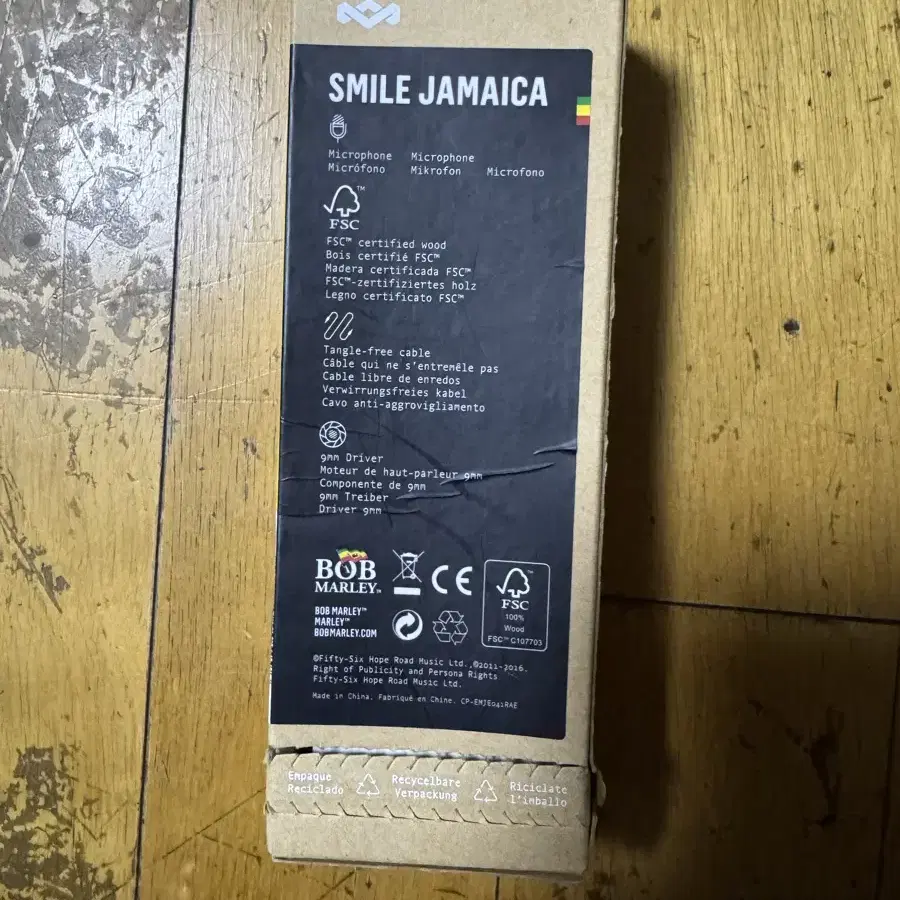 SMILE JAMAICA
Microphone Microphone
Micrófono Mikrofon Microfono
FSC™
FSC™ certified wood
Bois certifié FSC™
Madera certificada FSC™
FSC™-zertifiziertes holz
Legno certificato FSC™
Tangle-free cable
Câble qui ne s'entremêle pas
Cable libre de enredos
Verwirrungsfreies kabel
Cavo anti-aggrovigliamento
9mm Driver
Moteur de haut-parleur 9mm
Componente de 9mm
9mm Treiber
Driver 9mm
BOB
MARLEY™
CE
BOB MARLEY™
MARLEY™
BOBMARLEY.COM
FSC
100%
Wood
FSC™ C107703
©Fifty-Six Hope Road Music Ltd.,©2011-2016.
Right of Publicity and Persona Rights
Fifty-Six Hope Road Music Ltd.
Made in China. Fabriqué en Chine. CP-EMJE041RAE
Empaque Reciclado
Recycelbare Verpackung
Riciclate l'imballo